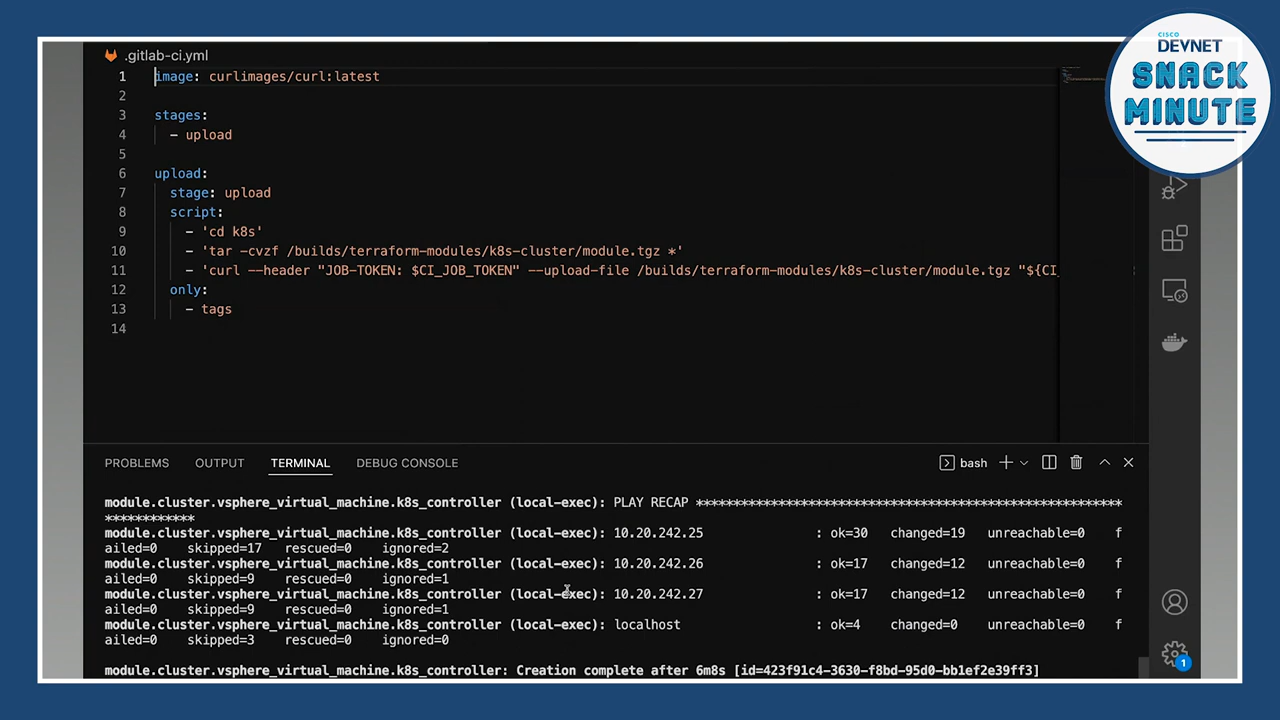 .gitlab-ci.yml
CISCO
DEVNET
SNACK
MINUTE
1 image: curlimages/curl:latest
2
3 stages:
4 - upload
5
6 upload:
7 stage: upload
8 script:
9 - 'cd k8s'
10 - 'tar -cvzf /builds/terraform-modules/k8s-cluster/module.tgz *'
11 - 'curl --header "JOB-TOKEN: $CI_JOB_TOKEN" --upload-file /builds/terraform-modules/k8s-cluster/module.tgz "${CI_
12 only:
13 - tags
14
PROBLEMS OUTPUT TERMINAL DEBUG CONSOLE bash
module.cluster.vsphere_virtual_machine.k8s_controller (local-exec): PLAY RECAP *******************************************************
************
module.cluster.vsphere_virtual_machine.k8s_controller (local-exec): 10.20.242.25 : ok=30 changed=19 unreachable=0 f
ailed=0 skipped=17 rescued=0 ignored=2
module.cluster.vsphere_virtual_machine.k8s_controller (local-exec): 10.20.242.26 : ok=17 changed=12 unreachable=0 f
ailed=0 skipped=9 rescued=0 ignored=1
module.cluster.vsphere_virtual_machine.k8s_controller (local-exec): 10.20.242.27 : ok=17 changed=12 unreachable=0 f
ailed=0 skipped=9 rescued=0 ignored=1
module.cluster.vsphere_virtual_machine.k8s_controller (local-exec): localhost : ok=4 changed=0 unreachable=0 f
ailed=0 skipped=3 rescued=0 ignored=0
module.cluster.vsphere_virtual_machine.k8s_controller: Creation complete after 6m8s [id=423f91c4-3630-f8bd-95d0-bb1ef2e39ff3]
1